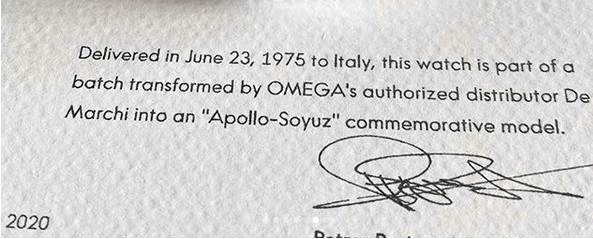 Delivered in June 23, 1975 to Italy, this watch is part of a
batch transformed by OMEGA's authorized distributor De
Marchi into an "Apollo-Soyuz" commemorative model.
2020